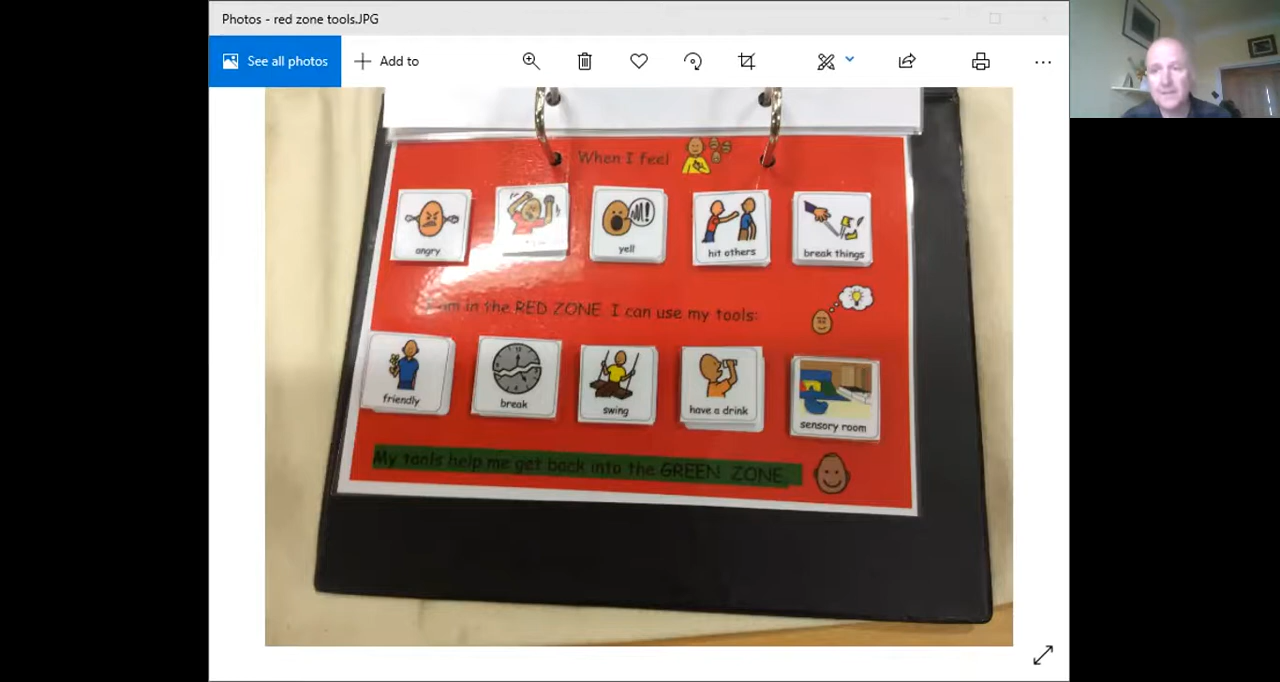 Photos - red zone tools.JPG
See all photos
Add to
When I feel
angry
yell
hit others
break things
am in the RED ZONE I can use my tools:
friendly
break
swing
have a drink
sensory room
My tools help me get back into the GREEN ZONE.